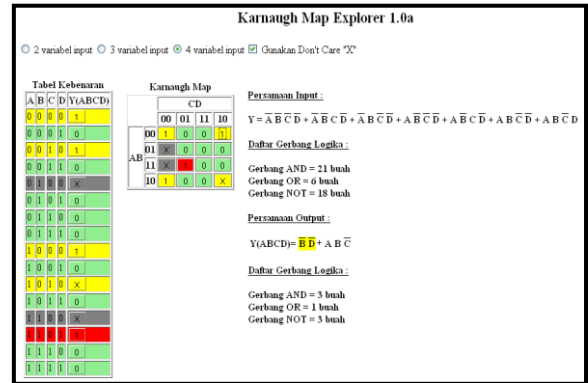 Karnaugh Map Explorer 1.0a
2 variabel input 3 variabel input 4 variabel input Gunakan Don't Care "X"
Tabel Kebenaran
A B C D Y(ABCD)
0 0 0 0 1
0 0 0 1 0
0 0 1 0 1
0 0 1 1 0
0 1 0 0 X
0 1 0 1 0
0 1 1 0 0
0 1 1 1 0
1 0 0 0 1
1 0 0 1 0
1 0 1 0 X
1 0 1 1 0
1 1 0 0 X
1 1 0 1 1
1 1 1 0 0
1 1 1 1 0
Karnaugh Map
CD
00 01 11 10
AB
00 1 0 0 1
01 X 0 0 0
11 X 1 0 0
10 1 0 0 X
Persamaan Input :
Y = A̅ B̅ C̅ D̅ + A̅ B̅ C D̅ + A̅ B C̅ D̅ + A B̅ C̅ D̅ + A B̅ C D̅ + A B C̅ D̅ + A B C̅ D
Daftar Gerbang Logika :
Gerbang AND = 21 buah
Gerbang OR = 6 buah
Gerbang NOT = 18 buah
Persamaan Output :
Y(ABCD)= B̅ D̅ + A B C̅
Daftar Gerbang Logika :
Gerbang AND = 3 buah
Gerbang OR = 1 buah
Gerbang NOT = 3 buah